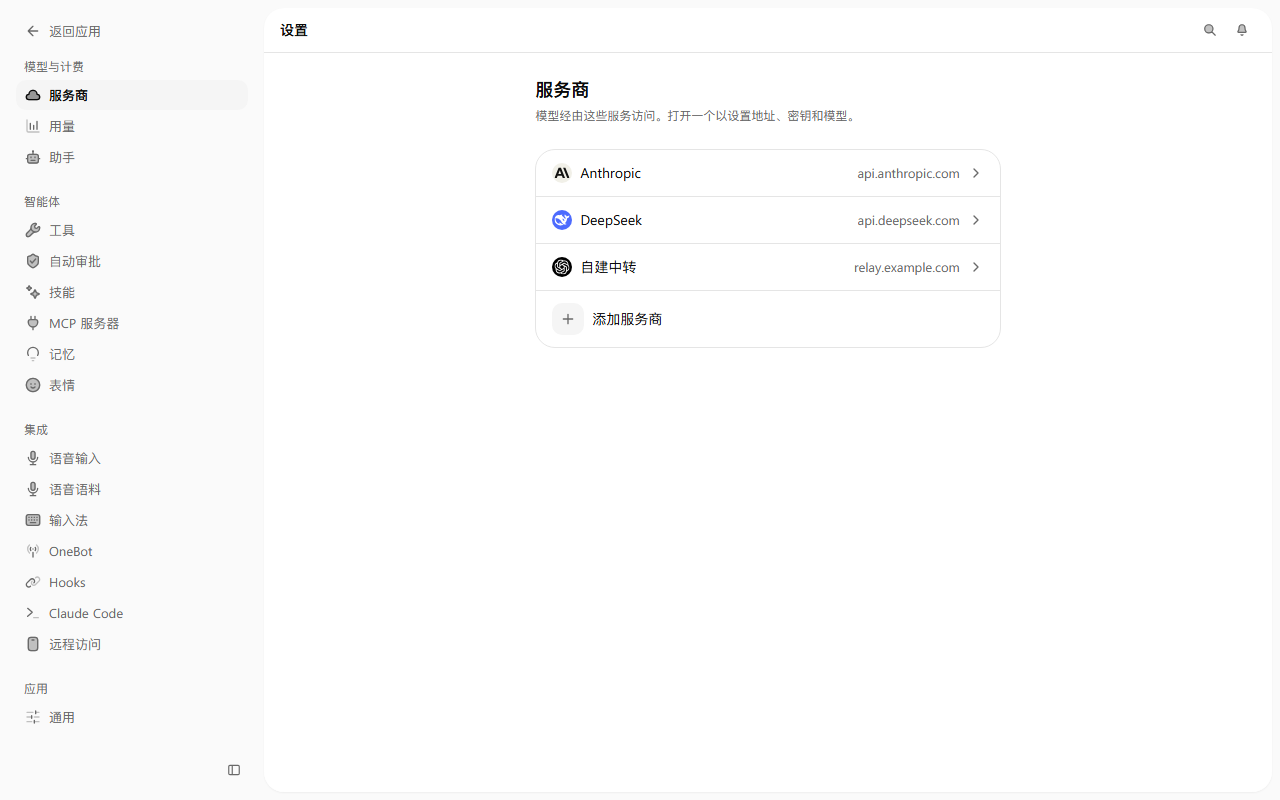 返回应用
模型与计费
服务商
用量
助手
智能体
工具
自动审批
技能
MCP 服务器
记忆
表情
集成
语音输入
语音语料
输入法
OneBot
Hooks
Claude Code
远程访问
应用
通用
设置
服务商
模型经由这些服务访问。打开一个以设置地址、密钥和模型。
Anthropic api.anthropic.com
DeepSeek api.deepseek.com
自建中转 relay.example.com
添加服务商